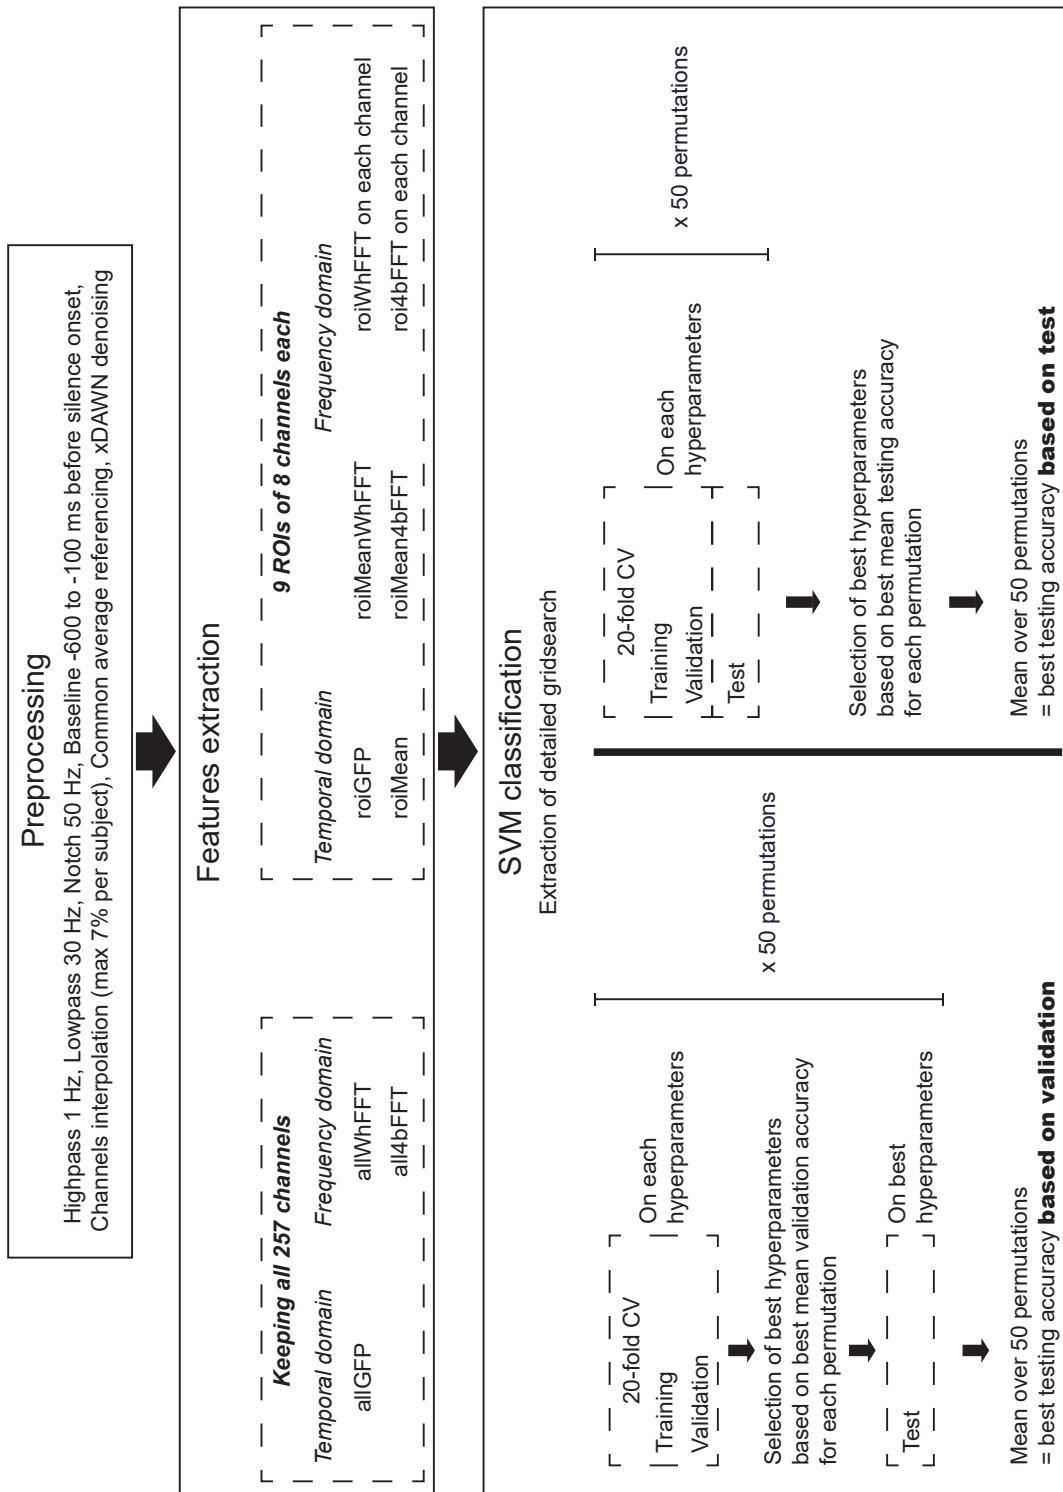 Preprocessing
Highpass 1 Hz, Lowpass 30 Hz, Notch 50 Hz, Baseline -600 to -100 ms before silence onset,
Channels interpolation (max 7% per subject), Common average referencing, xDAWN denoising
Features extraction
Keeping all 257 channels
Temporal domain
Frequency domain
allGFP
allWhFFT
all4bFFT
9 ROIs of 8 channels each
Temporal domain
Frequency domain
roiGFP
roiMeanWhFFT
roiWhFFT on each channel
roiMean
roiMean4bFFT
roi4bFFT on each channel
SVM classification
Extraction of detailed gridsearch
20-fold CV
Training
Validation
On each
hyperparameters
Selection of best hyperparameters
based on best mean validation accuracy
for each permutation
Test
On best
hyperparameters
x 50 permutations
Mean over 50 permutations
= best testing accuracy based on validation
20-fold CV
Training
Validation
Test
On each
hyperparameters
x 50 permutations
Selection of best hyperparameters
based on best mean testing accuracy
for each permutation
Mean over 50 permutations
= best testing accuracy based on test